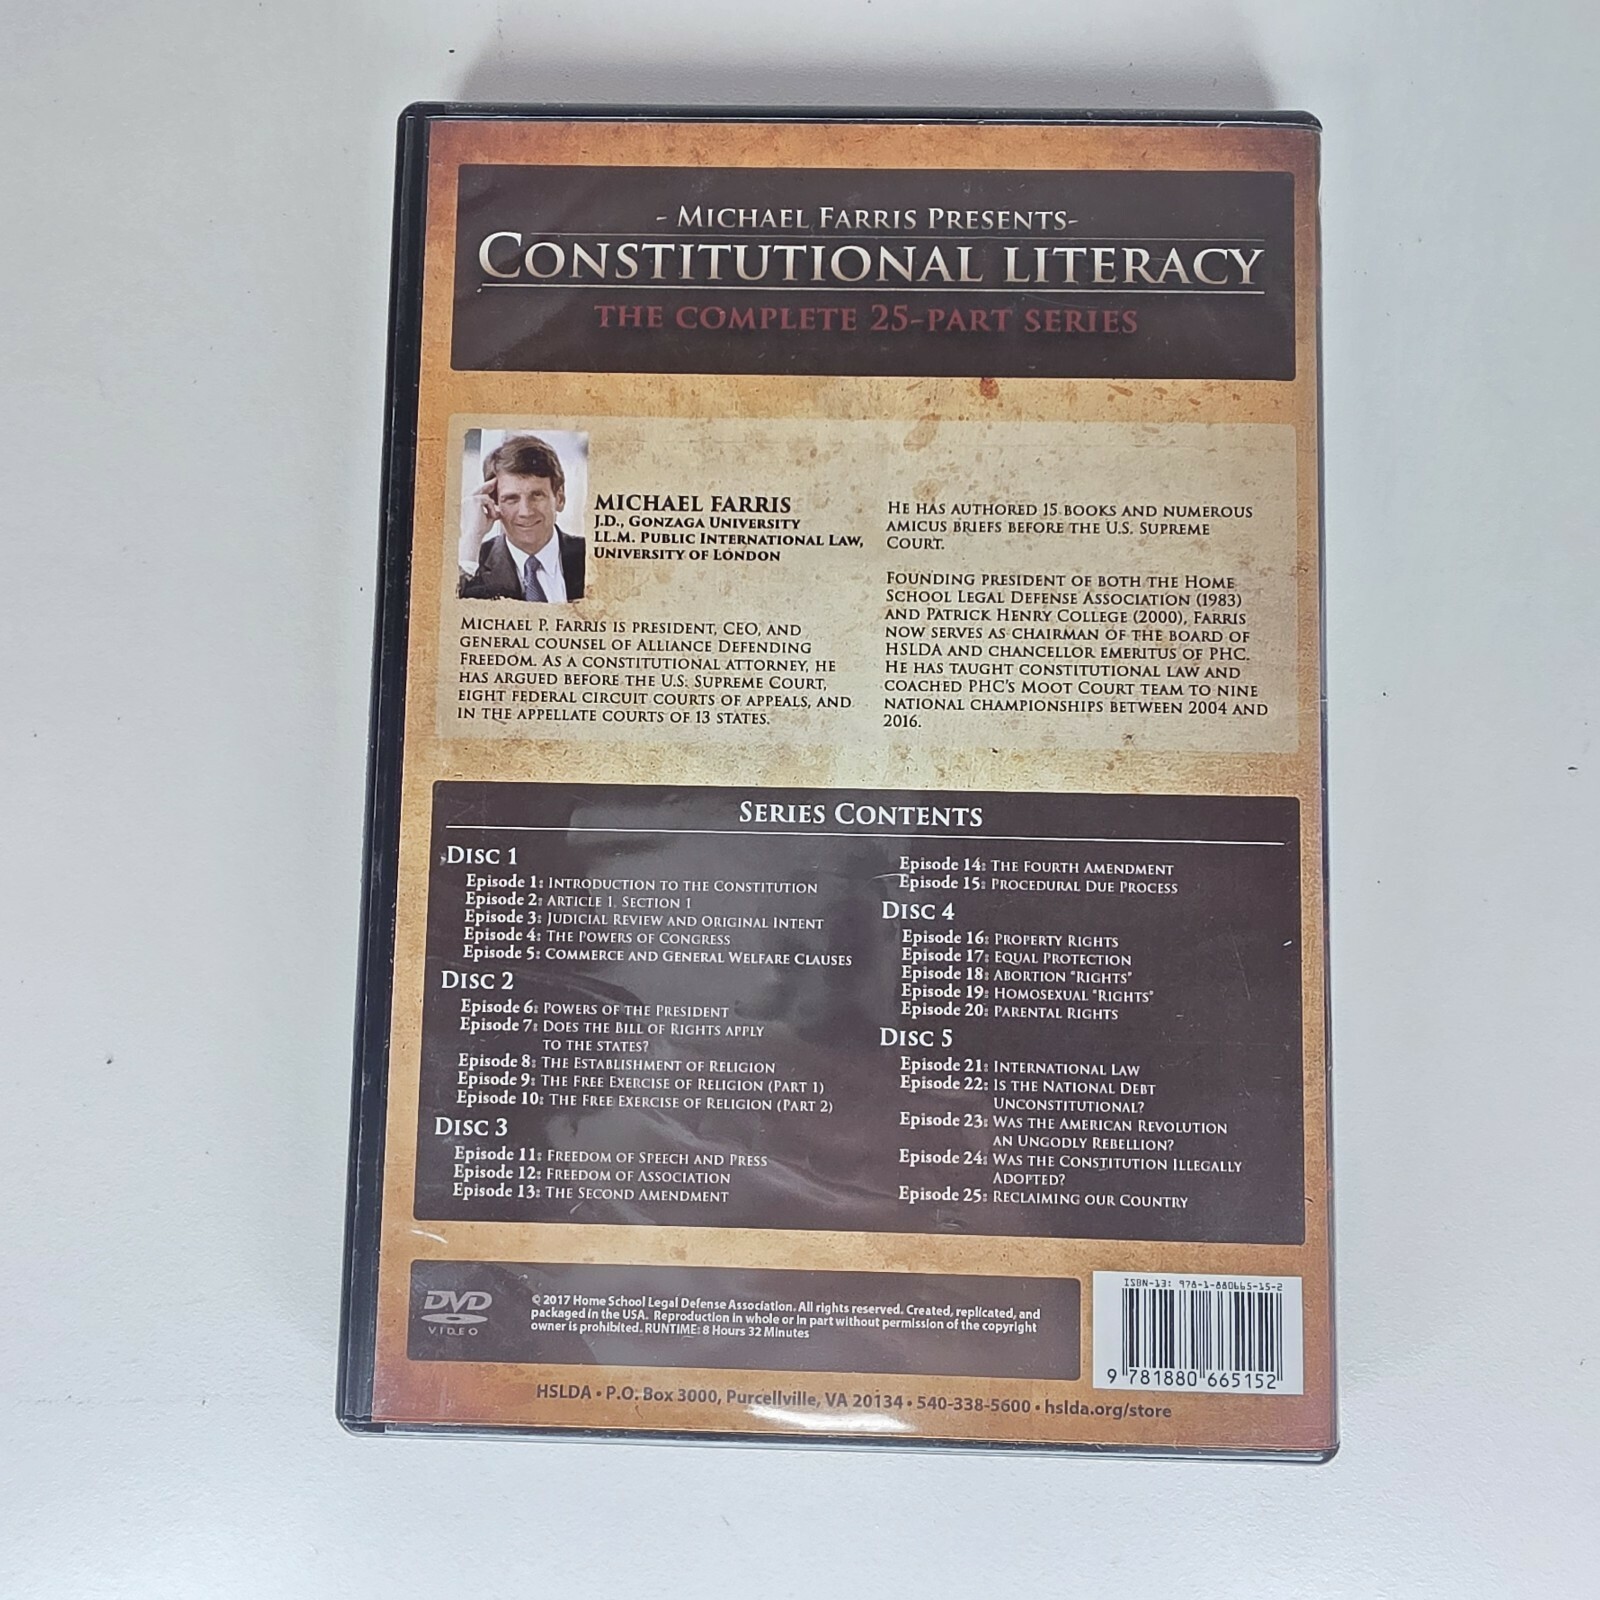 - Michael Farris Presents-
Constitutional Literacy
The Complete 25-Part Series
Michael Farris
J.D., Gonzaga University
LL.M. Public International Law,
University of London
Michael P. Farris is president, CEO, and
general counsel of Alliance Defending
Freedom. As a constitutional attorney, he
has argued before the U.S. Supreme Court,
eight federal circuit courts of appeals, and
in the appellate courts of 13 states.
He has authored 15 books and numerous
amicus briefs before the U.S. Supreme
Court.
Founding president of both the Home
School Legal Defense Association (1983)
and Patrick Henry College (2000), Farris
now serves as chairman of the board of
HSLDA and chancellor emeritus of PHC.
He has taught constitutional law and
coached PHC's Moot Court team to nine
national championships between 2004 and
2016.
Series Contents
Disc 1
Episode 1: Introduction to the Constitution
Episode 2: Article 1, Section 1
Episode 3: Judicial Review and Original Intent
Episode 4: The Powers of Congress
Episode 5: Commerce and General Welfare Clauses
Disc 2
Episode 6: Powers of the President
Episode 7: Does the Bill of Rights apply
to the states?
Episode 8: The Establishment of Religion
Episode 9: The Free Exercise of Religion (Part 1)
Episode 10: The Free Exercise of Religion (Part 2)
Disc 3
Episode 11: Freedom of Speech and Press
Episode 12: Freedom of Association
Episode 13: The Second Amendment
Episode 14: The Fourth Amendment
Episode 15: Procedural Due Process
Disc 4
Episode 16: Property Rights
Episode 17: Equal Protection
Episode 18: Abortion "Rights"
Episode 19: Homosexual "Rights"
Episode 20: Parental Rights
Disc 5
Episode 21: International Law
Episode 22: Is the National Debt
Unconstitutional?
Episode 23: Was the American Revolution
an Ungodly Rebellion?
Episode 24: Was the Constitution Illegally
Adopted?
Episode 25: Reclaiming our Country
DVD
VIDEO
© 2017 Home School Legal Defense Association. All rights reserved. Created, replicated, and
packaged in the USA. Reproduction in whole or in part without permission of the copyright
owner is prohibited. RUNTIME: 8 Hours 32 Minutes
ISBN-13: 978-1-880665-15-2
9 781880 665152
HSLDA • P.O. Box 3000, Purcellville, VA 20134 • 540-338-5600 • hslda.org/store